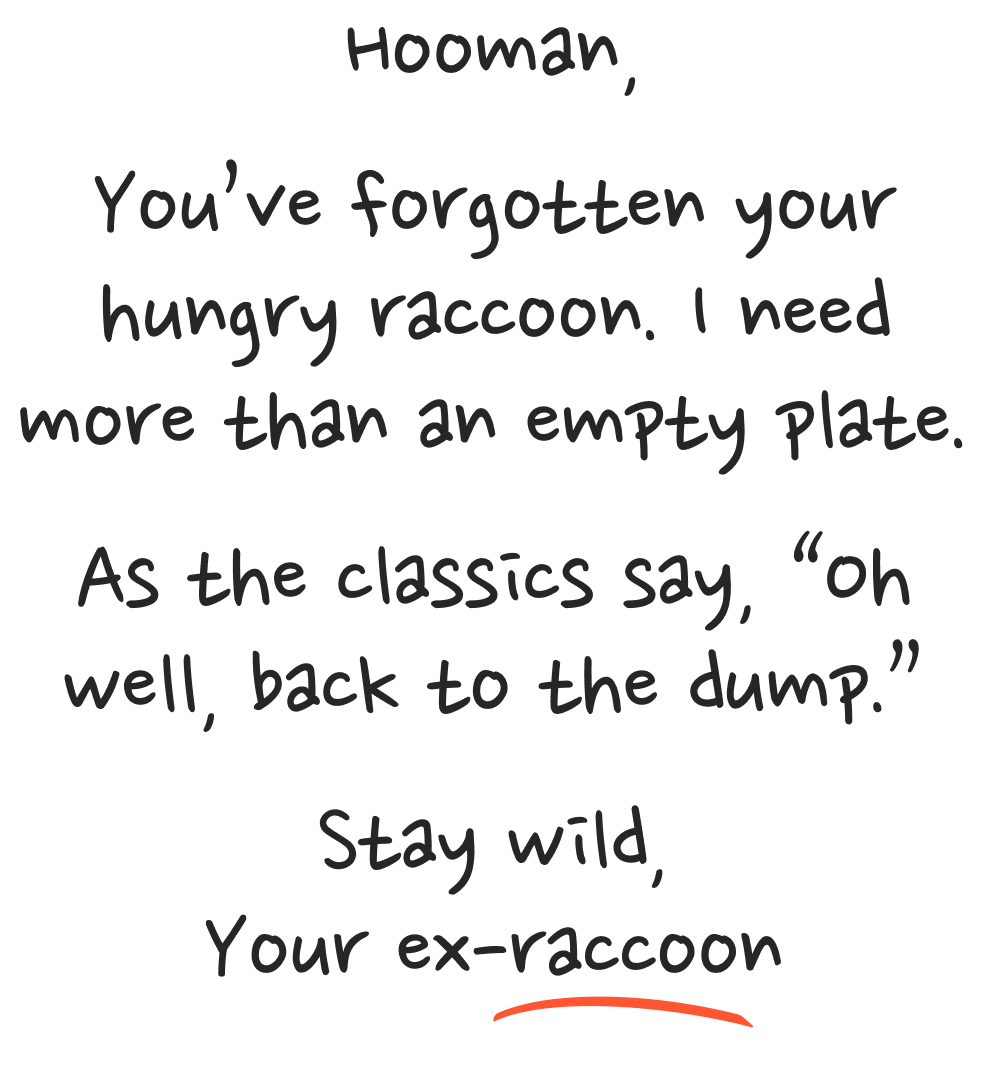 Hooman,
You’ve forgotten your
hungry raccoon. I need
more than an empty plate.
As the classics say, “Oh
well, back to the dump.”
Stay wild,
Your ex-raccoon